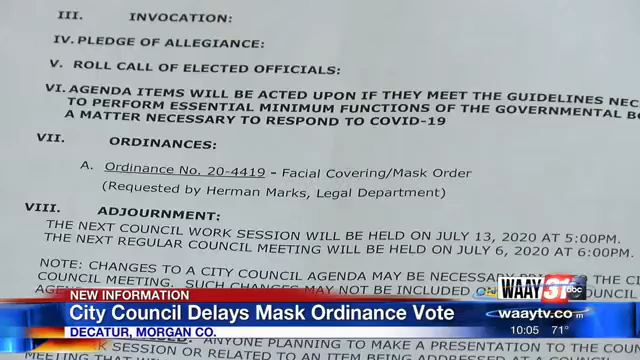 III. INVOCATION:
IV. PLEDGE OF ALLEGIANCE:
V. ROLL CALL OF ELECTED OFFICIALS:
VI. AGENDA ITEMS WILL BE ACTED UPON IF THEY MEET THE GUIDELINES NEC
TO PERFORM ESSENTIAL MINIMUM FUNCTIONS OF THE GOVERNMENTAL BO
A MATTER NECESSARY TO RESPOND TO COVID-19
VII. ORDINANCES:
A. Ordinance No. 20-4419 - Facial Covering/Mask Order
(Requested by Herman Marks, Legal Department)
VIII. ADJOURNMENT:
THE NEXT COUNCIL WORK SESSION WILL BE HELD ON JULY 13, 2020 AT 5:00PM.
THE NEXT REGULAR COUNCIL MEETING WILL BE HELD ON JULY 6, 2020 AT 6:00PM.
NOTE: CHANGES TO A CITY COUNCIL AGENDA MAY BE NECESSARY THE CI
COUNCIL MEETING. SUCH CHANGES MAY NOT BE INCLUDED COUNCIL
NEW INFORMATION
WAAY 31 abc
City Council Delays Mask Ordinance Vote
waaytv.com
DECATUR, MORGAN CO.
10:05 71°
ANYONE PLANNING TO MAKE A PRESENTATION TO THE COUNC
SESSION OR RELATED TO AN ITEM BEING ADDRESSED AT A COUNCIL
MEETING THAT